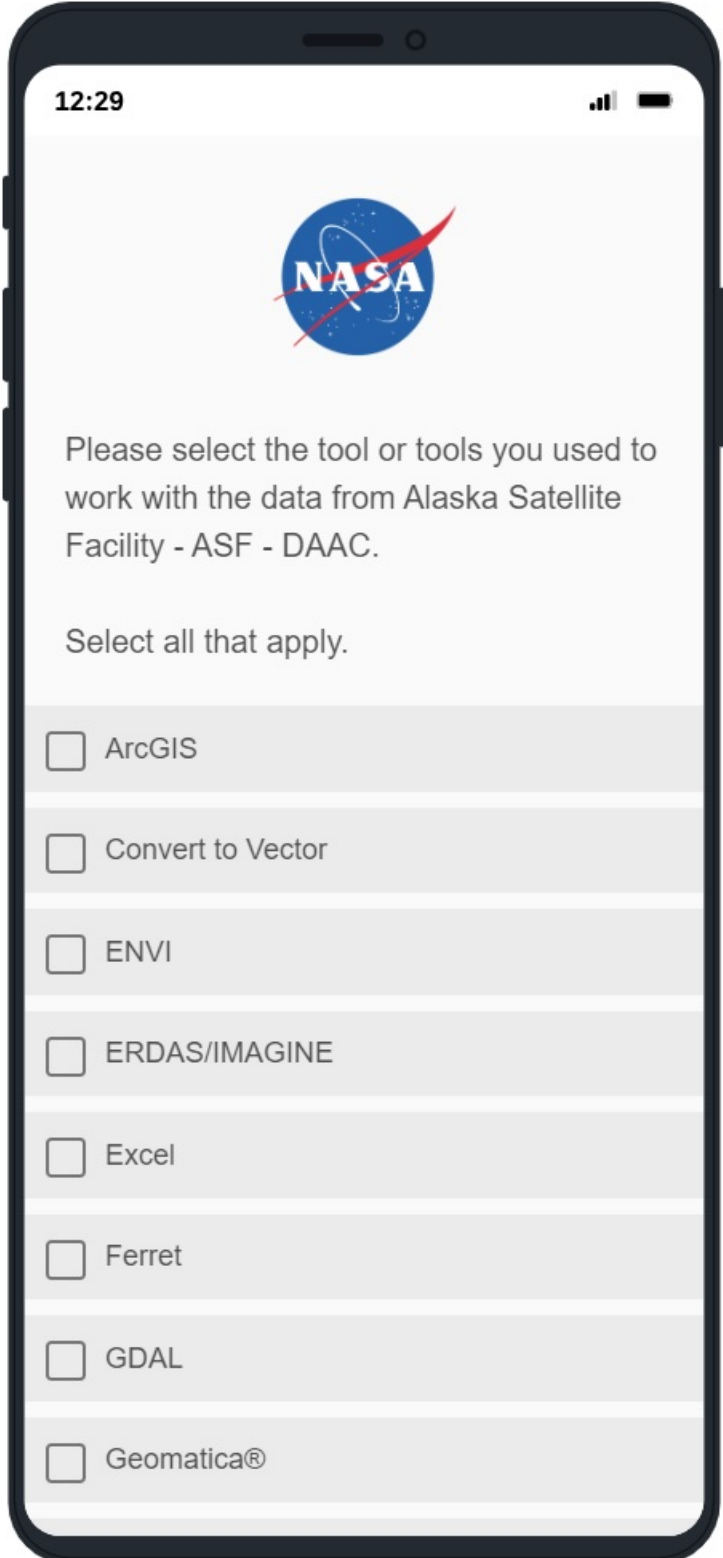 12:29
NASA
Please select the tool or tools you used to
work with the data from Alaska Satellite
Facility - ASF - DAAC.
Select all that apply.
ArcGIS
Convert to Vector
ENVI
ERDAS/IMAGINE
Excel
Ferret
GDAL
Geomatica®